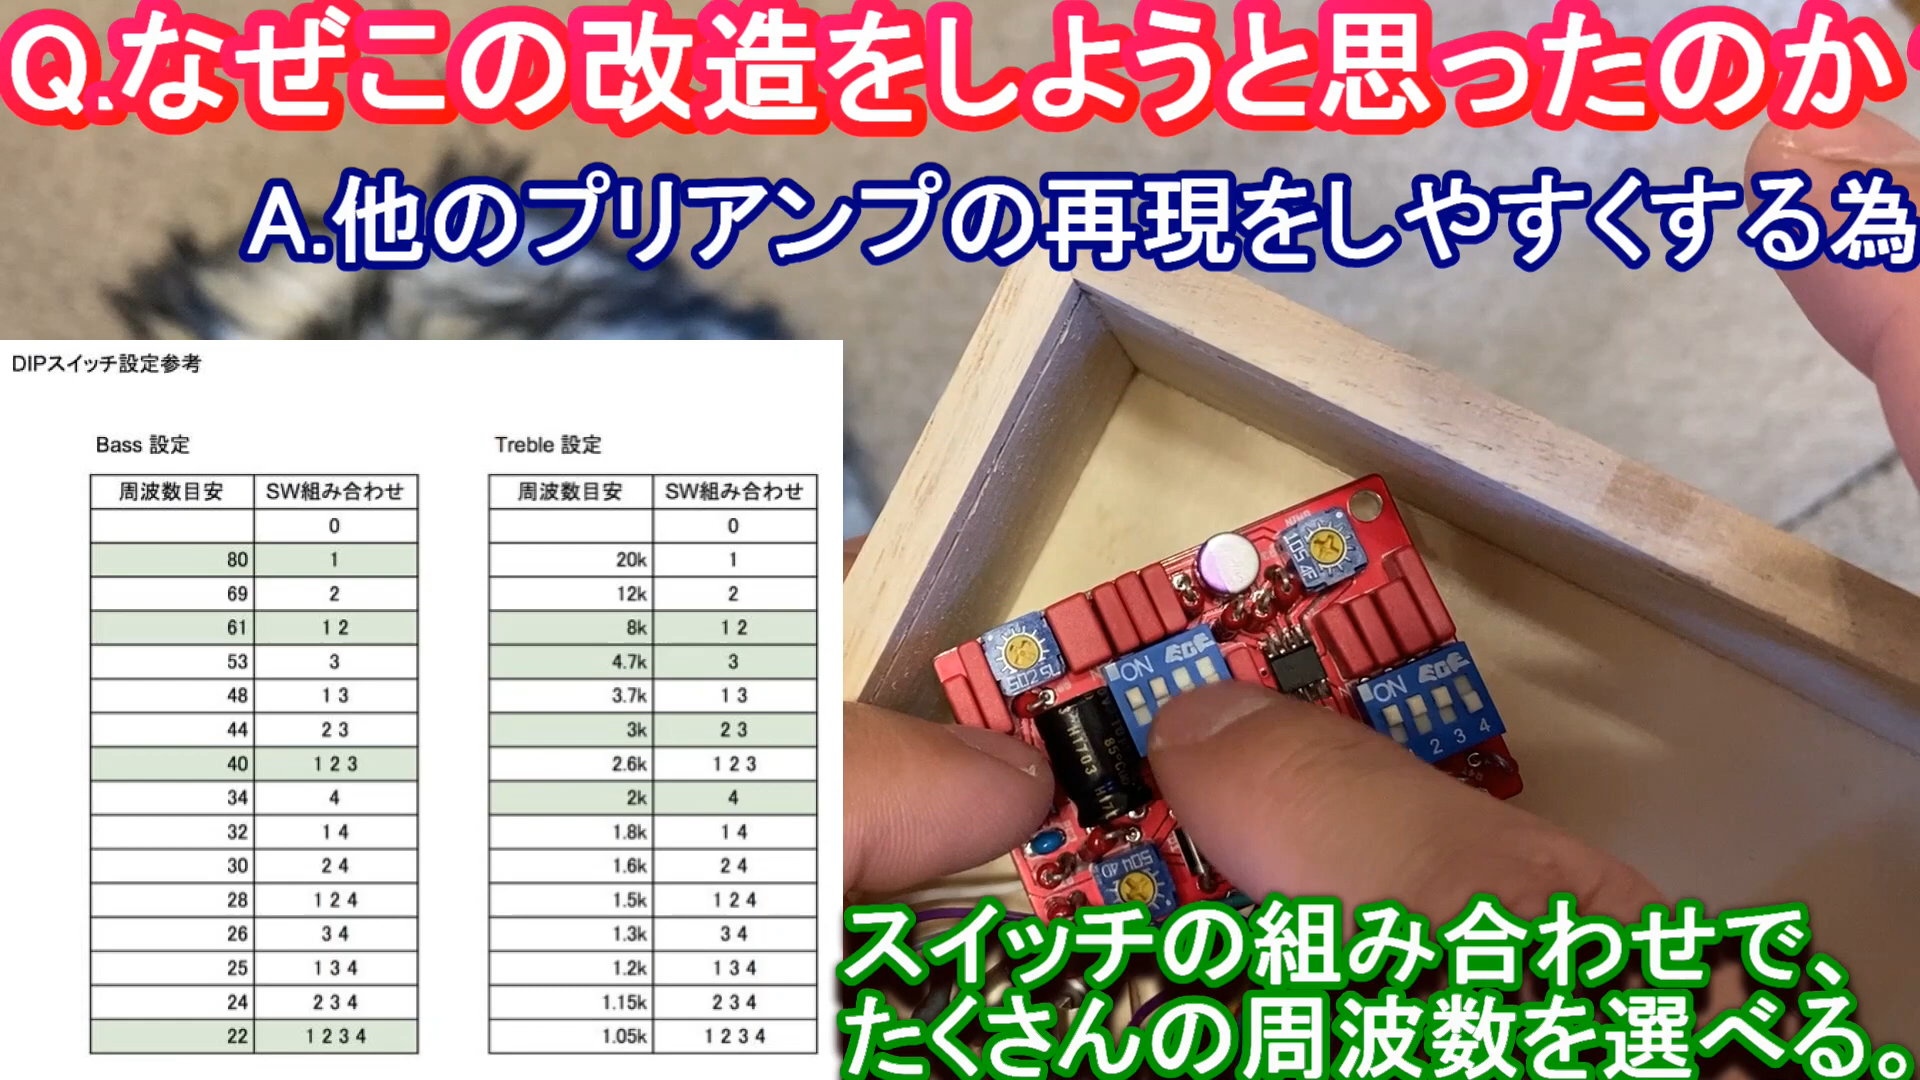 Q.なぜこの改造をしようと思ったのか
A.他のプリアンプの再現をしやすくする為
DIPスイッチ設定参考
Bass 設定
周波数目安 SW組み合わせ
0
80 1
69 2
61 1 2
53 3
48 1 3
44 2 3
40 1 2 3
34 4
32 1 4
30 2 4
28 1 2 4
26 3 4
25 1 3 4
24 2 3 4
22 1 2 3 4
Treble 設定
周波数目安 SW組み合わせ
0
20k 1
12k 2
8k 1 2
4.7k 3
3.7k 1 3
3k 2 3
2.6k 1 2 3
2k 4
1.8k 1 4
1.6k 2 4
1.5k 1 2 4
1.3k 3 4
1.2k 1 3 4
1.15k 2 3 4
1.05k 1 2 3 4
105 4F
ON
ON
1 2 3 4
H1703
85°C
504 4D
スイッチの組み合わせで、
たくさんの周波数を選べる。